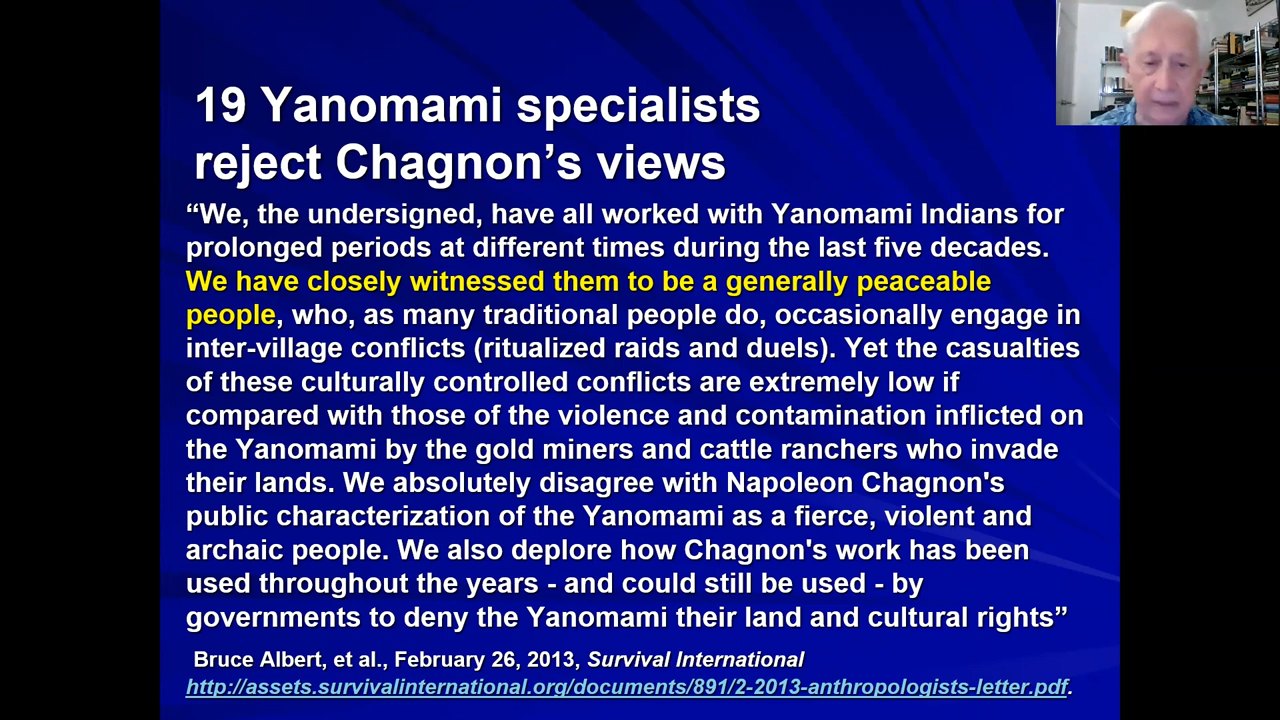 19 Yanomami specialists
reject Chagnon’s views
“We, the undersigned, have all worked with Yanomami Indians for
prolonged periods at different times during the last five decades.
We have closely witnessed them to be a generally peaceable
people, who, as many traditional people do, occasionally engage in
inter-village conflicts (ritualized raids and duels). Yet the casualties
of these culturally controlled conflicts are extremely low if
compared with those of the violence and contamination inflicted on
the Yanomami by the gold miners and cattle ranchers who invade
their lands. We absolutely disagree with Napoleon Chagnon's
public characterization of the Yanomami as a fierce, violent and
archaic people. We also deplore how Chagnon's work has been
used throughout the years - and could still be used - by
governments to deny the Yanomami their land and cultural rights”
Bruce Albert, et al., February 26, 2013, Survival International
http://assets.survivalinternational.org/documents/891/2-2013-anthropologists-letter.pdf.